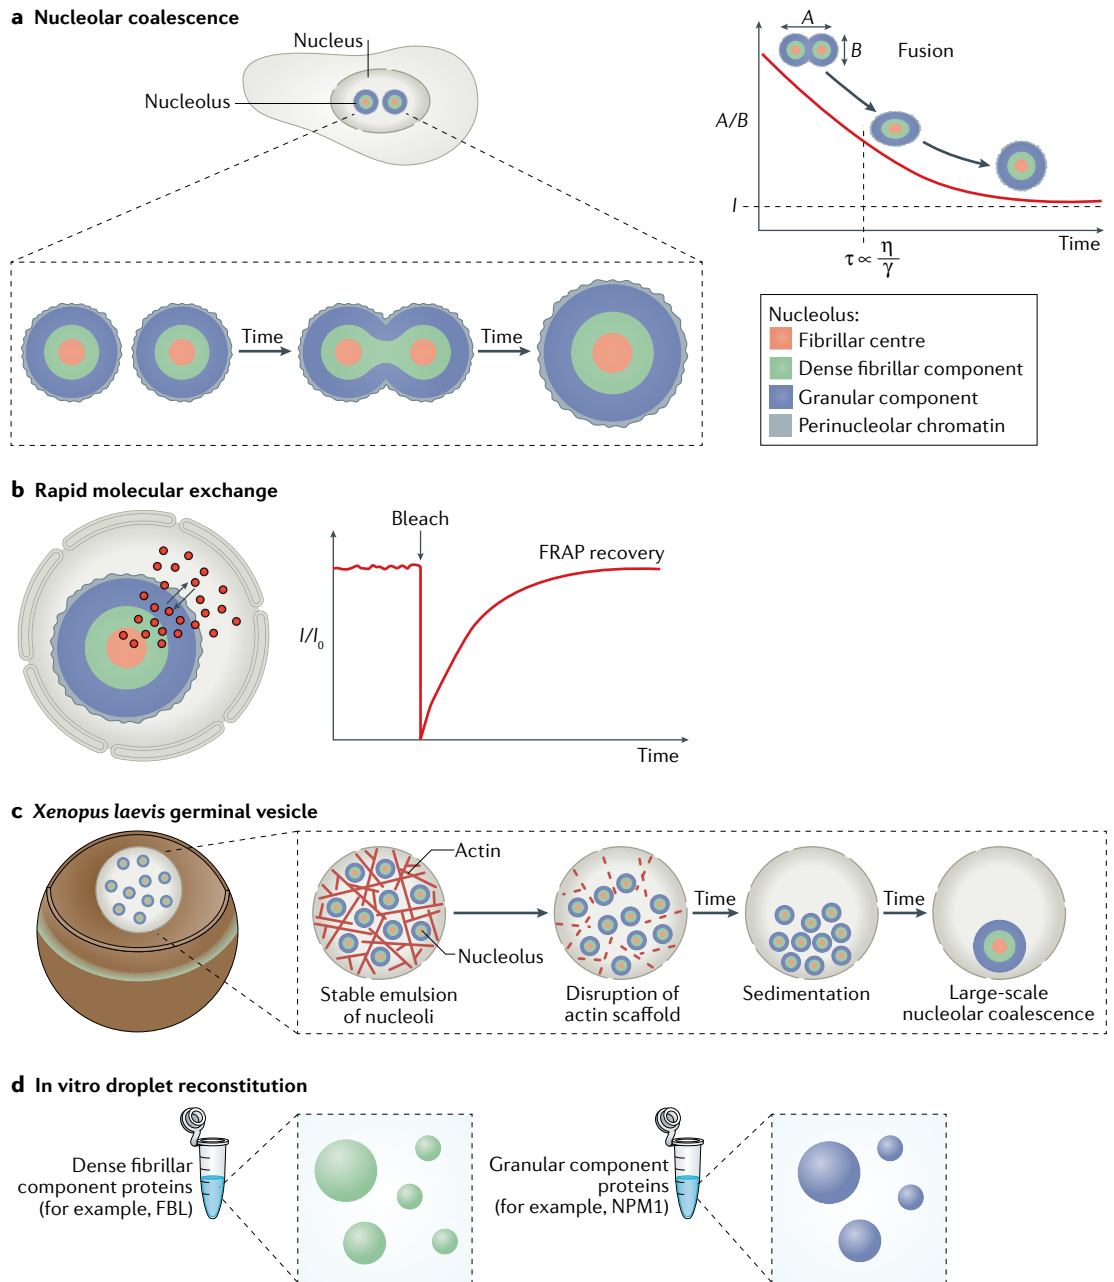 a Nucleolar coalescence
Nucleus
Nucleolus
Time
Time
A
B
Fusion
A/B
I
Time
τ ∝ η/γ
Nucleolus:
Fibrillar centre
Dense fibrillar component
Granular component
Perinucleolar chromatin
b Rapid molecular exchange
Bleach
FRAP recovery
I/I₀
Time
c Xenopus laevis germinal vesicle
Actin
Nucleolus
Time
Time
Stable emulsion
of nucleoli
Disruption of
actin scaffold
Sedimentation
Large-scale
nucleolar coalescence
d In vitro droplet reconstitution
Dense fibrillar
component proteins
(for example, FBL)
Granular component
proteins
(for example, NPM1)